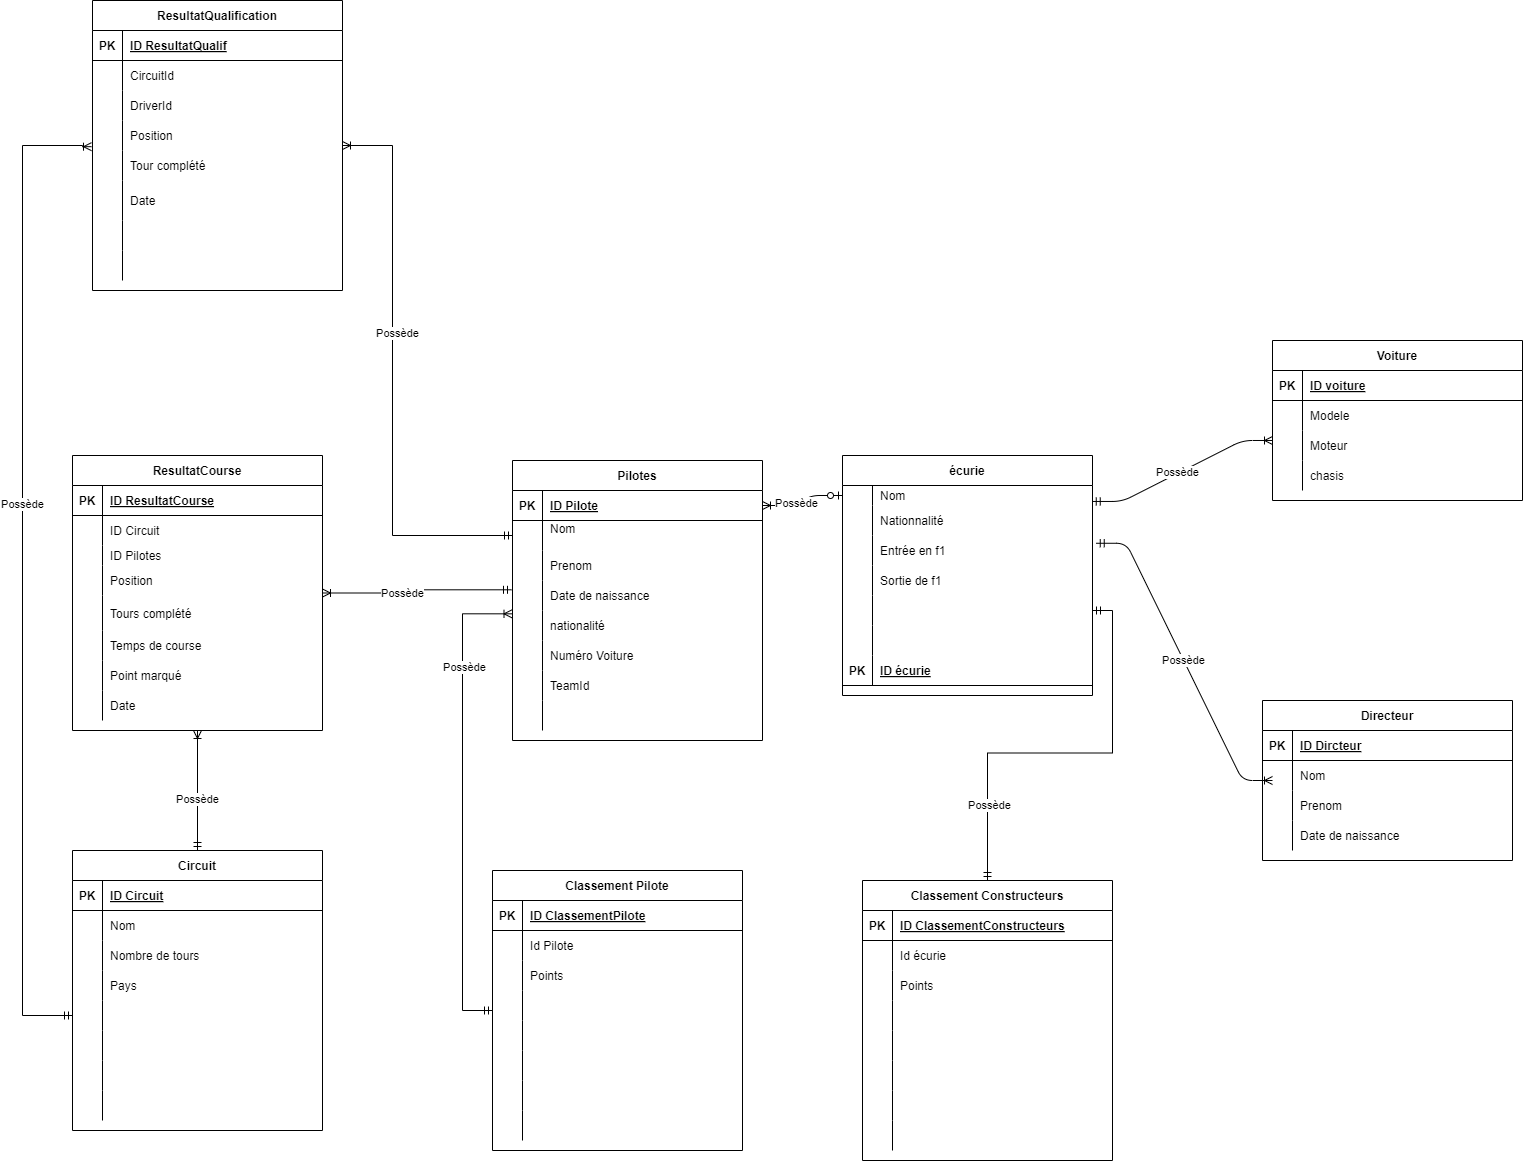 ResultatQualification
PK ID ResultatQualif
CircuitId
DriverId
Position
Tour complété
Date
Possède
Possède
ResultatCourse
PK ID ResultatCourse
ID Circuit
ID Pilotes
Position
Tours complété
Temps de course
Point marqué
Date
Possède
Possède
Pilotes
PK ID Pilote
Nom
Prenom
Date de naissance
nationalité
Numéro Voiture
TeamId
Possède
Possède
écurie
Nom
Nationnalité
Entrée en f1
Sortie de f1
PK ID écurie
Possède
Voiture
PK ID voiture
Modele
Moteur
chasis
Possède
Directeur
PK ID Dircteur
Nom
Prenom
Date de naissance
Possède
Circuit
PK ID Circuit
Nom
Nombre de tours
Pays
Classement Pilote
PK ID ClassementPilote
Id Pilote
Points
Classement Constructeurs
PK ID ClassementConstructeurs
Id écurie
Points